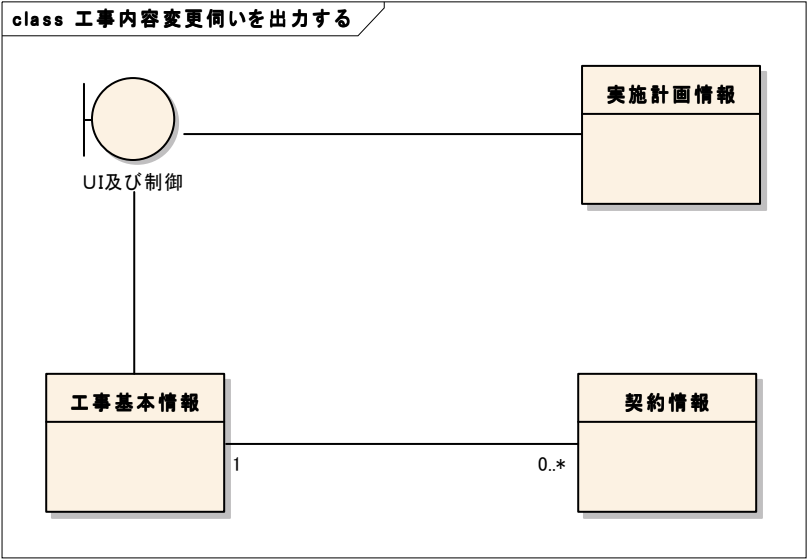 class 工事内容変更伺いを出力する
実施計画情報
UI及び制御
工事基本情報
契約情報
1
0..*